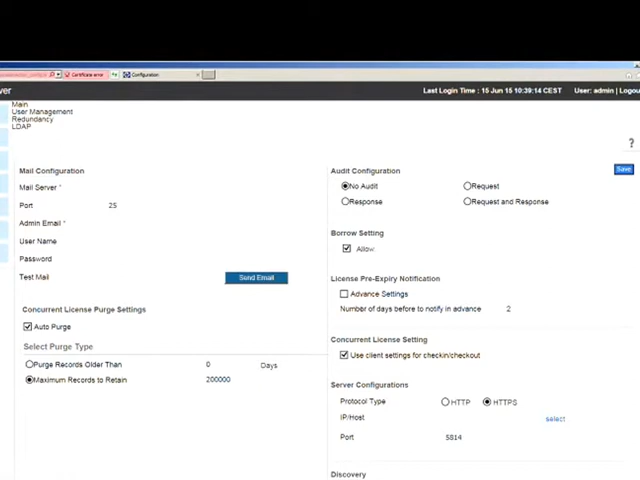 Certificate error
Configuration
Last Login Time : 15 Jun 15 10:39:14 CEST User: admin | Logou
Main
User Management
Redundancy
LDAP
?
Save
Mail Configuration
Mail Server *
Port 25
Admin Email *
User Name
Password
Test Mail Send Email
Concurrent License Purge Settings
Auto Purge
Select Purge Type
Purge Records Older Than 0 Days
Maximum Records to Retain 200000
Audit Configuration
No Audit Request
Response Request and Response
Borrow Setting
Allow
License Pre-Expiry Notification
Advance Settings
Number of days before to notify in advance 2
Concurrent License Setting
Use client settings for checkin/checkout
Server Configurations
Protocol Type HTTP HTTPS
IP/Host select
Port 5814
Discovery